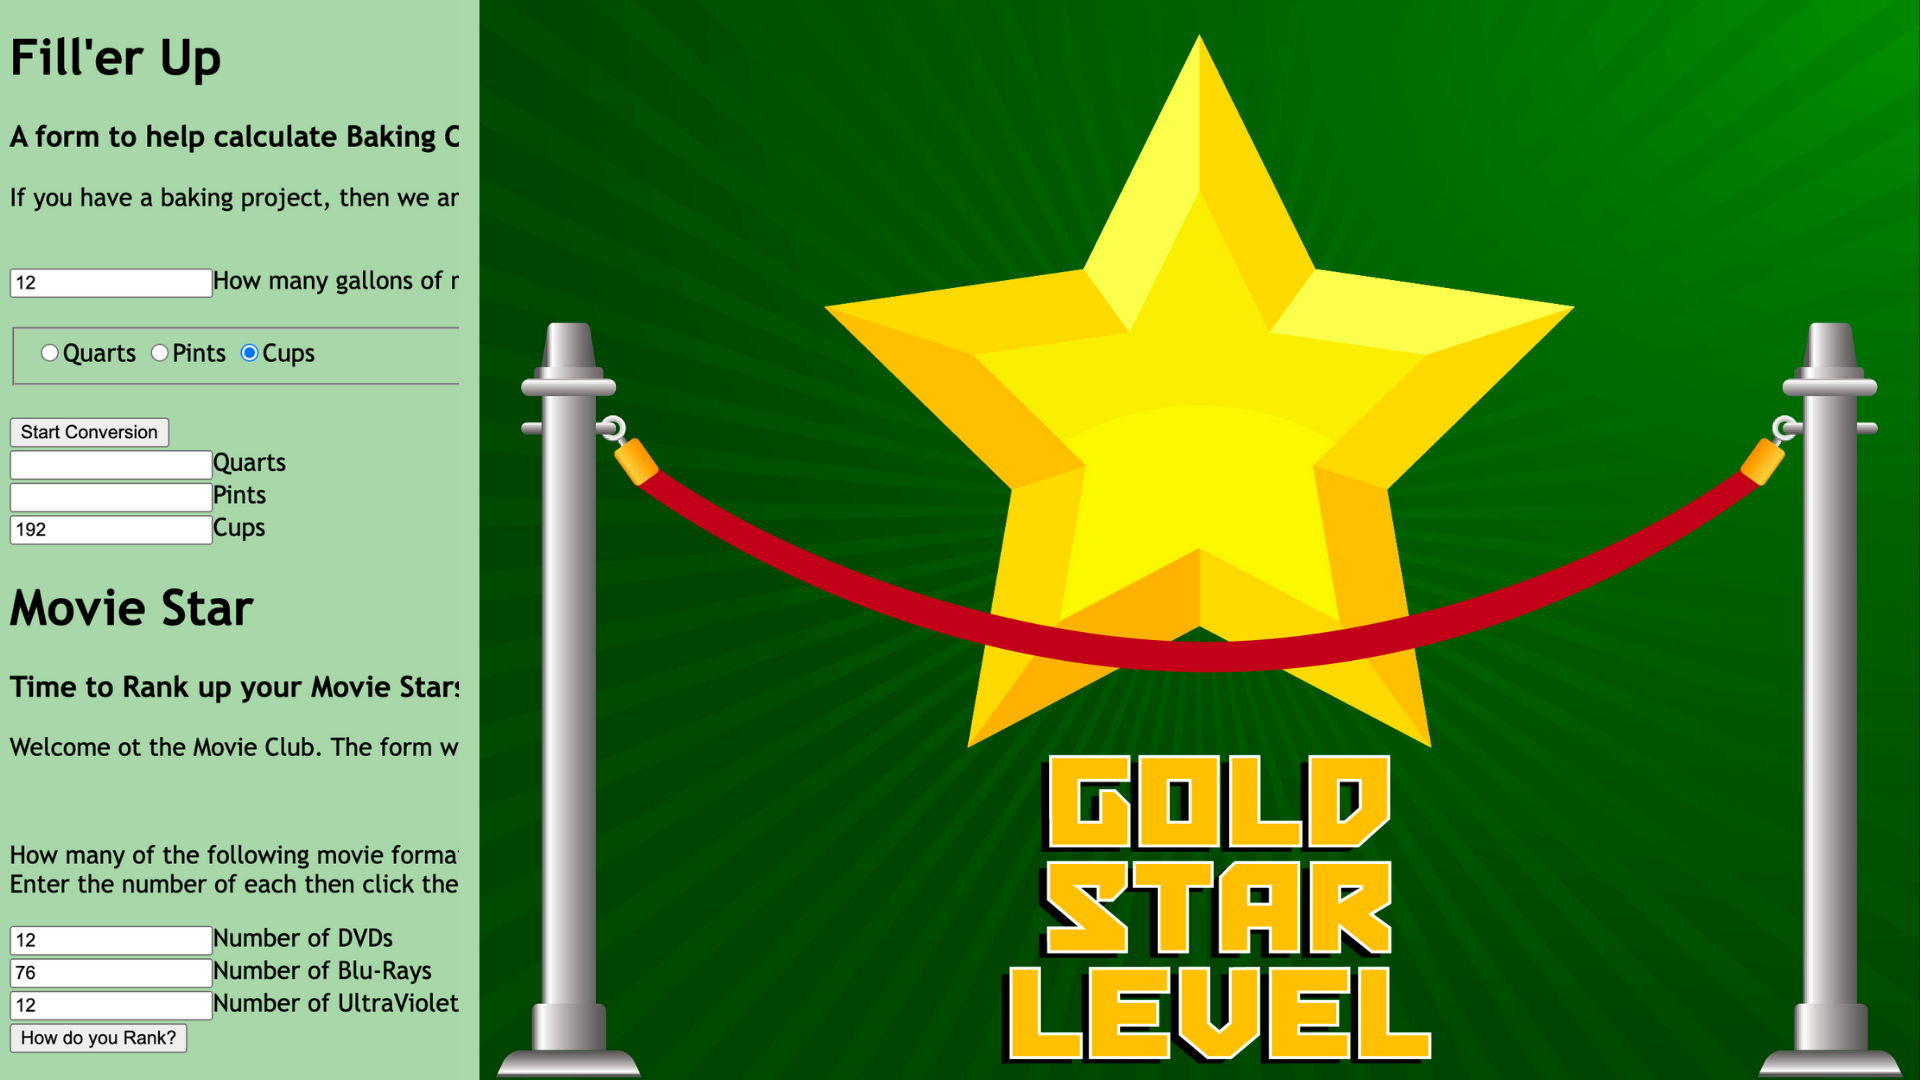 Fill'er Up
A form to help calculate Baking C
If you have a baking project, then we ar
12 How many gallons of
Quarts Pints Cups
Start Conversion
Quarts
Pints
192 Cups
Movie Star
Time to Rank up your Movie Stars
Welcome ot the Movie Club. The form w
How many of the following movie forma
Enter the number of each then click the
12 Number of DVDs
76 Number of Blu-Rays
12 Number of UltraViolet
How do you Rank?
GOLD
STAR
LEVEL